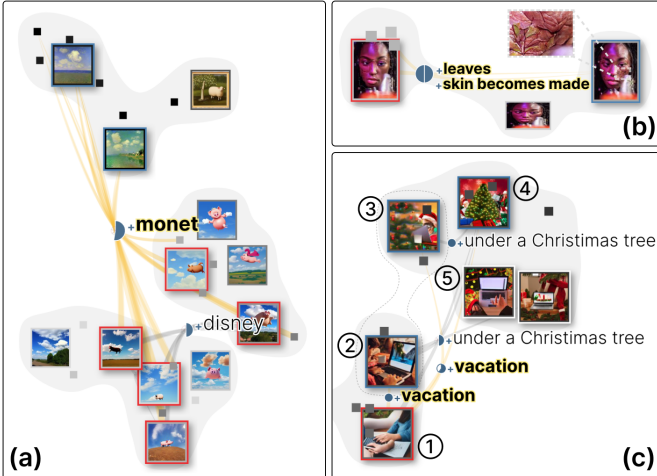 +monet
+disney
(a)
+leaves
+skin becomes made
(b)
④
③
+under a Christmas tree
⑤
②
+under a Christmas tree
+vacation
+vacation
①
(c)